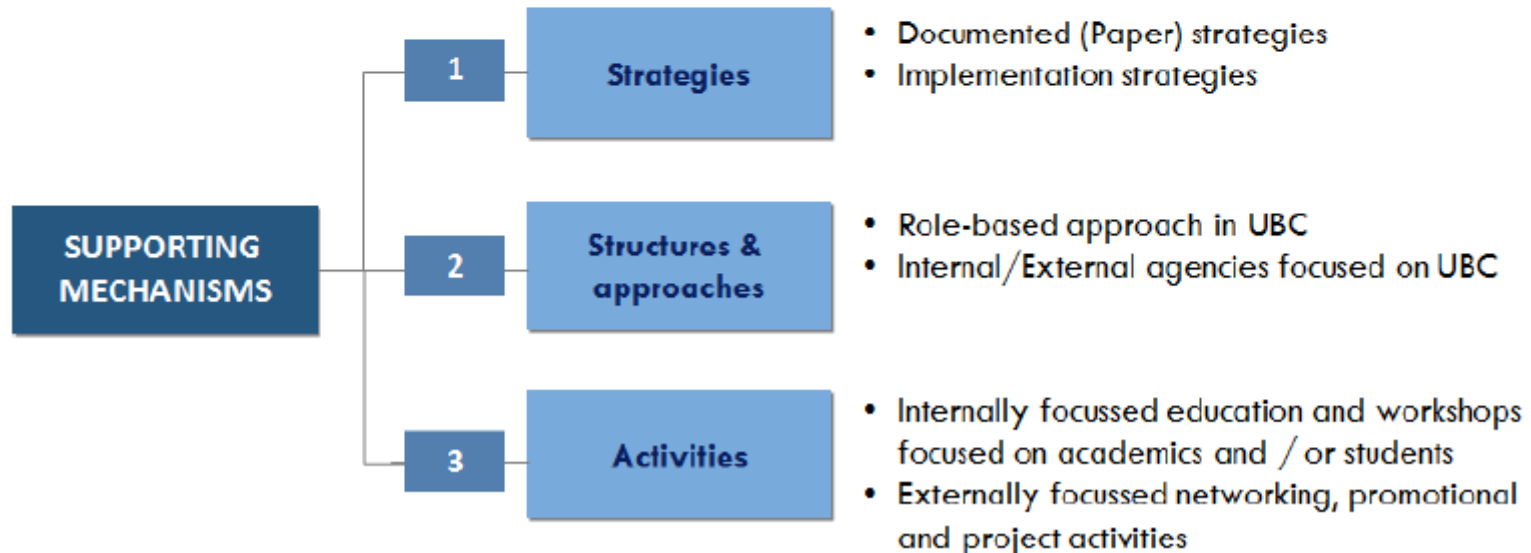 SUPPORTING
MECHANISMS
1
Strategies
• Documented (Paper) strategies
• Implementation strategies
2
Structures &
approaches
• Role-based approach in UBC
• Internal/External agencies focused on UBC
3
Activities
• Internally focussed education and workshops
focused on academics and / or students
• Externally focussed networking, promotional
and project activities